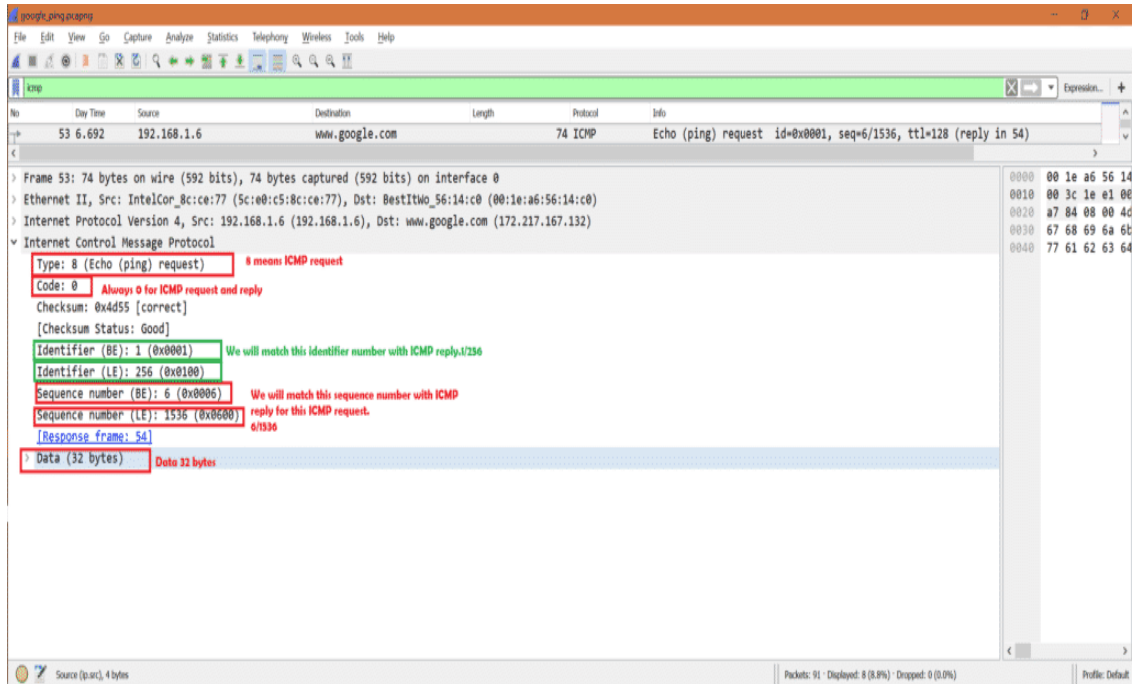 google_ping.pcapng
File Edit View Go Capture Analyze Statistics Telephony Wireless Tools Help
icmp
Expression... +
No Day Time Source Destination Length Protocol Info
53 6.692 192.168.1.6 www.google.com 74 ICMP Echo (ping) request id=0x0001, seq=6/1536, ttl=128 (reply in 54)
Frame 53: 74 bytes on wire (592 bits), 74 bytes captured (592 bits) on interface 0
Ethernet II, Src: IntelCor_8c:ce:77 (5c:e0:c5:8c:ce:77), Dst: BestItWo_56:14:c0 (00:1e:a6:56:14:c0)
Internet Protocol Version 4, Src: 192.168.1.6 (192.168.1.6), Dst: www.google.com (172.217.167.132)
Internet Control Message Protocol
Type: 8 (Echo (ping) request) 8 means ICMP request
Code: 0 Always 0 for ICMP request and reply
Checksum: 0x4d55 [correct]
[Checksum Status: Good]
Identifier (BE): 1 (0x0001) We will match this identifier number with ICMP reply.1/256
Identifier (LE): 256 (0x0100)
Sequence number (BE): 6 (0x0006) We will match this sequence number with ICMP
Sequence number (LE): 1536 (0x0600) reply for this ICMP request.
6/1536
[Response frame: 54]
Data (32 bytes) Data 32 bytes
0000 00 1e a6 56 14
0010 00 3c 1e e1 00
0020 a7 84 08 00 4d
0030 67 68 69 6a 6b
0040 77 61 62 63 64
Source (ip.src), 4 bytes Packets: 91 · Displayed: 8 (8.8%) · Dropped: 0 (0.0%) Profile: Default